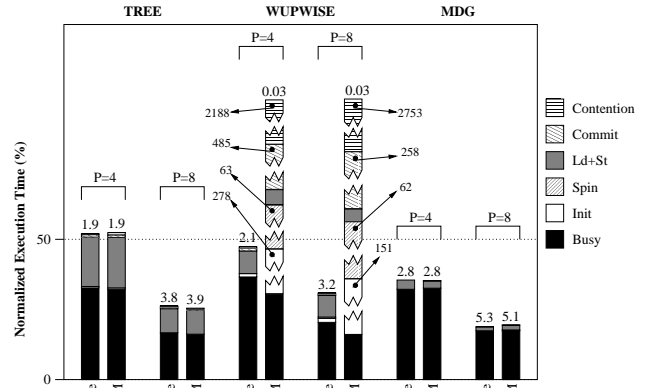 TREE WUPWISE MDG
P=4 P=8
0.03 0.03
2188 2753
485 258
63 62
278 151
P=4 P=8
P=4 P=8
1.9 1.9 3.8 3.9 2.1 3.2 2.8 2.8 5.3 5.1
Normalized Execution Time (%)
50
0
Contention
Commit
Ld+St
Spin
Init
Busy